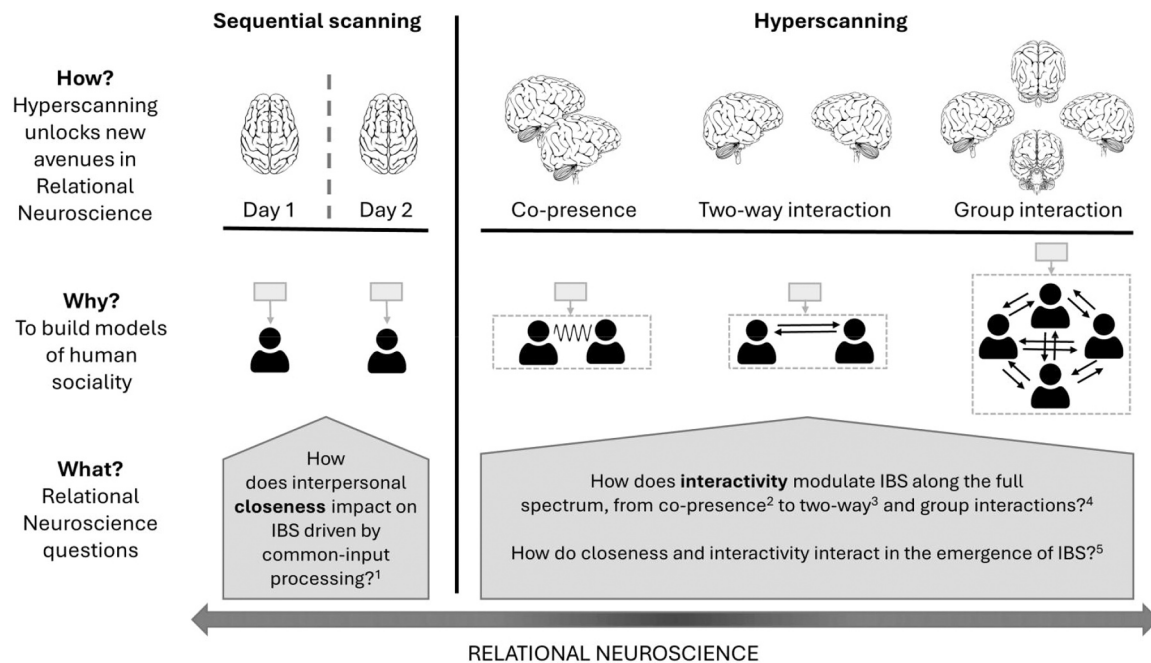 Sequential scanning
Hyperscanning
How?
Hyperscanning
unlocks new
avenues in
Relational
Neuroscience
Day 1
Day 2
Co-presence
Two-way interaction
Group interaction
Why?
To build models
of human
sociality
What?
Relational
Neuroscience
questions
How
does interpersonal
closeness impact on
IBS driven by
common-input
processing?¹
How does interactivity modulate IBS along the full
spectrum, from co-presence² to two-way³ and group interactions?⁴
How do closeness and interactivity interact in the emergence of IBS?⁵
RELATIONAL NEUROSCIENCE